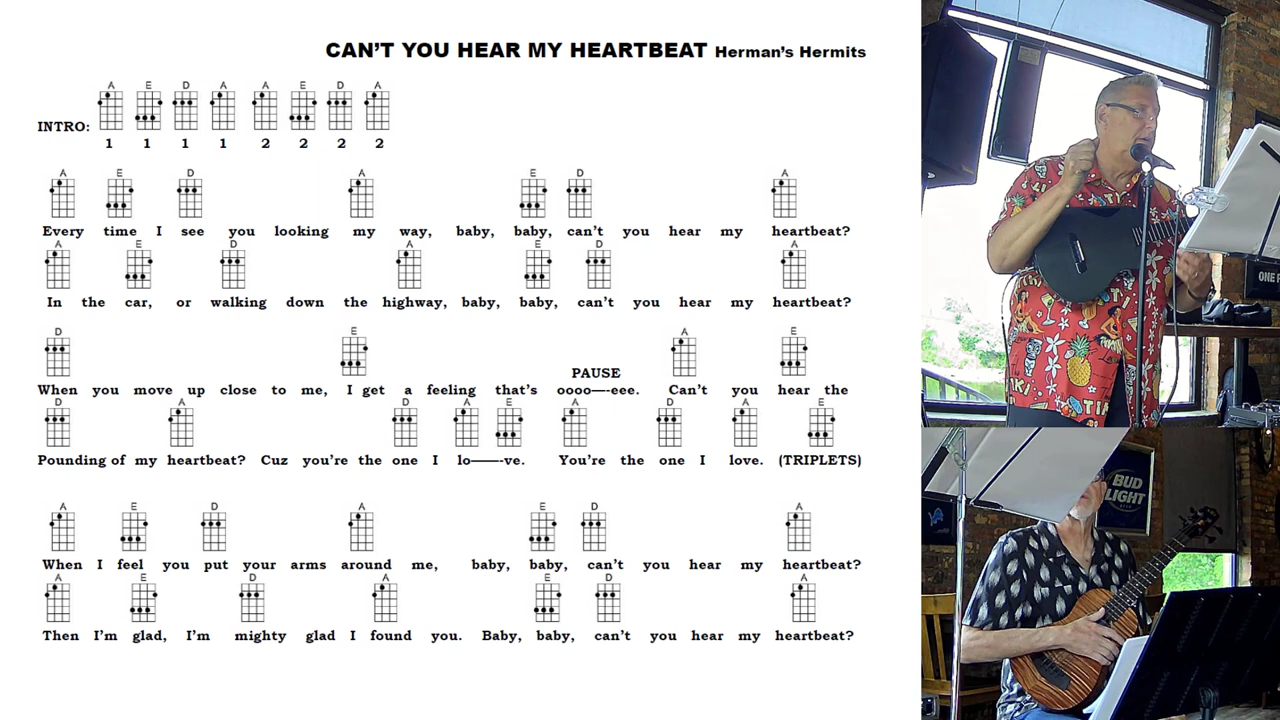 CAN'T YOU HEAR MY HEARTBEAT Herman's Hermits
A E D A A E D A
INTRO:
1 1 1 1 2 2 2 2
A E D A E D A
Every time I see you looking my way, baby, baby, can't you hear my heartbeat?
A E D A E D A
In the car, or walking down the highway, baby, baby, can't you hear my heartbeat?
D E A E
PAUSE
When you move up close to me, I get a feeling that's oooo—-eee. Can't you hear the
D A D A E A D A E
Pounding of my heartbeat? Cuz you're the one I lo——-ve. You're the one I love. (TRIPLETS)
A E D A E D A
When I feel you put your arms around me, baby, baby, can't you hear my heartbeat?
A E D A E D A
Then I'm glad, I'm mighty glad I found you. Baby, baby, can't you hear my heartbeat?
BUD
LIGHT